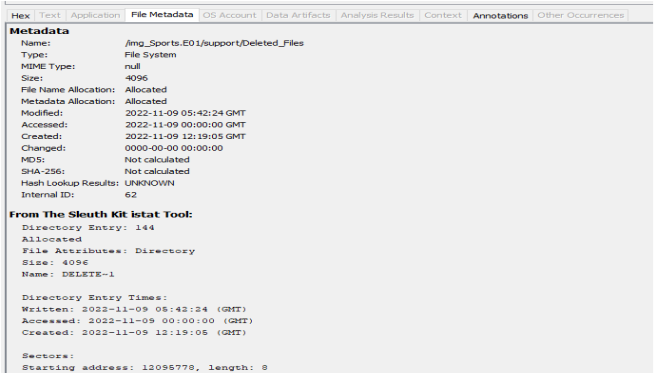 Hex Text Application File Metadata OS Account Data Artifacts Analysis Results Context Annotations Other Occurrences
Metadata
Name: /img_Sports.E01/support/Deleted_Files
Type: File System
MIME Type: null
Size: 4096
File Name Allocation: Allocated
Metadata Allocation: Allocated
Modified: 2022-11-09 05:42:24 GMT
Accessed: 2022-11-09 00:00:00 GMT
Created: 2022-11-09 12:19:05 GMT
Changed: 0000-00-00 00:00:00
MD5: Not calculated
SHA-256: Not calculated
Hash Lookup Results: UNKNOWN
Internal ID: 62
From The Sleuth Kit istat Tool:
Directory Entry: 144
Allocated
File Attributes: Directory
Size: 4096
Name: DELETE~1
Directory Entry Times:
Written: 2022-11-09 05:42:24 (GMT)
Accessed: 2022-11-09 00:00:00 (GMT)
Created: 2022-11-09 12:19:05 (GMT)
Sectors:
Starting address: 12095778, length: 8